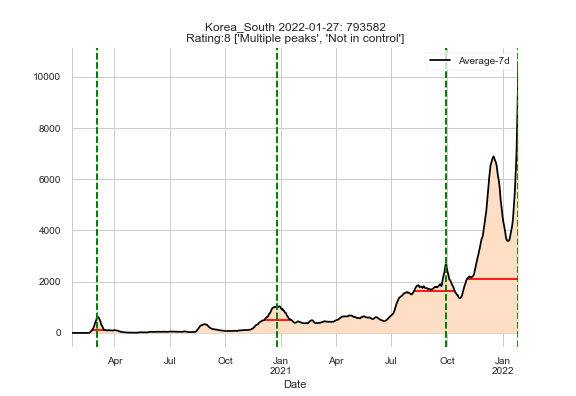 Korea_South 2022-01-27: 793582
Rating:8 ['Multiple peaks', 'Not in control']
Average-7d
10000
8000
6000
4000
2000
0
Apr Jul Oct Jan Apr Jul Oct Jan
2021 2022
Date